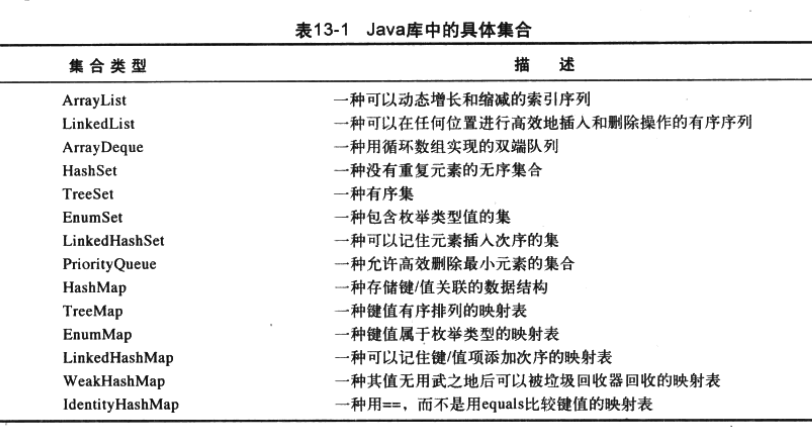 表13-1 Java库中的具体集合
集合类型 描述
ArrayList 一种可以动态增长和缩减的索引序列
LinkedList 一种可以在任何位置进行高效地插入和删除操作的有序序列
ArrayDeque 一种用循环数组实现的双端队列
HashSet 一种没有重复元素的无序集合
TreeSet 一种有序集
EnumSet 一种包含枚举类型值的集
LinkedHashSet 一种可以记住元素插入次序的集
PriorityQueue 一种允许高效删除最小元素的集合
HashMap 一种存储键/值关联的数据结构
TreeMap 一种键值有序排列的映射表
EnumMap 一种键值属于枚举类型的映射表
LinkedHashMap 一种可以记住键/值项添加次序的映射表
WeakHashMap 一种其值无用武之地后可以被垃圾回收器回收的映射表
IdentityHashMap 一种用==，而不是用equals比较键值的映射表